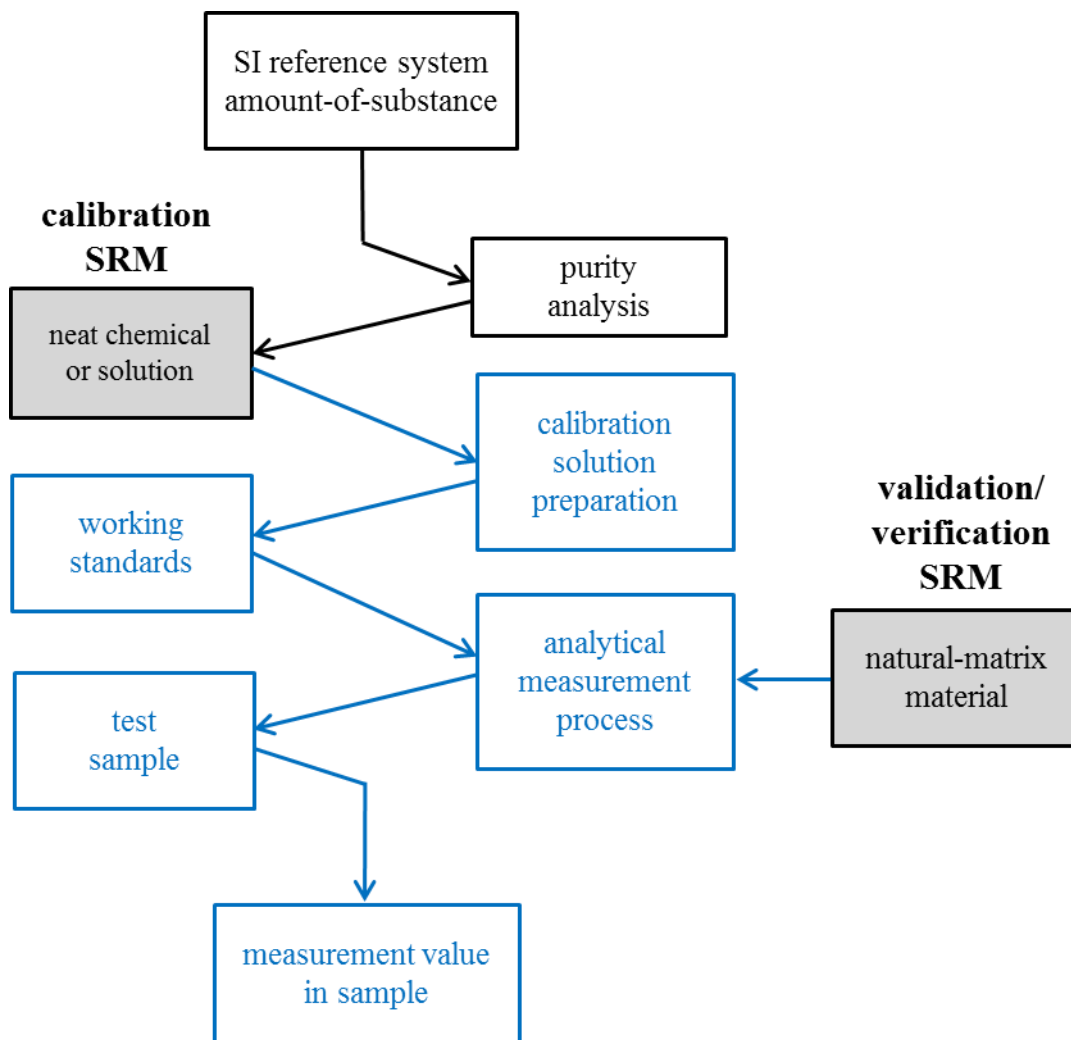 SI reference system
amount-of-substance
calibration
SRM
purity
analysis
neat chemical
or solution
calibration
solution
preparation
working
standards
validation/
verification
SRM
analytical
measurement
process
natural-matrix
material
test
sample
measurement value
in sample